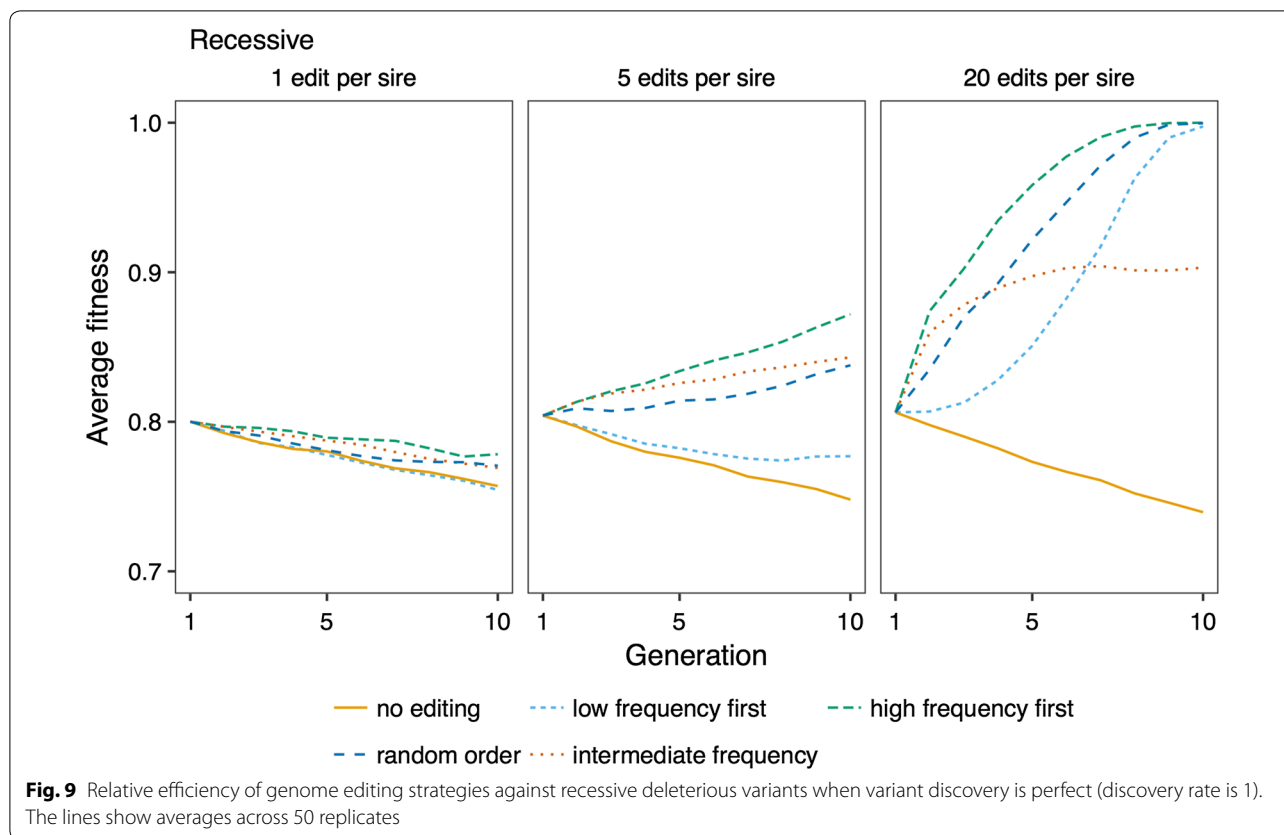 Recessive
1 edit per sire
5 edits per sire
20 edits per sire
1.0
0.9
0.8
0.7
Average fitness
1 5 10 1 5 10 1 5 10
Generation
no editing low frequency first high frequency first
random order intermediate frequency
Fig. 9 Relative efficiency of genome editing strategies against recessive deleterious variants when variant discovery is perfect (discovery rate is 1).
The lines show averages across 50 replicates